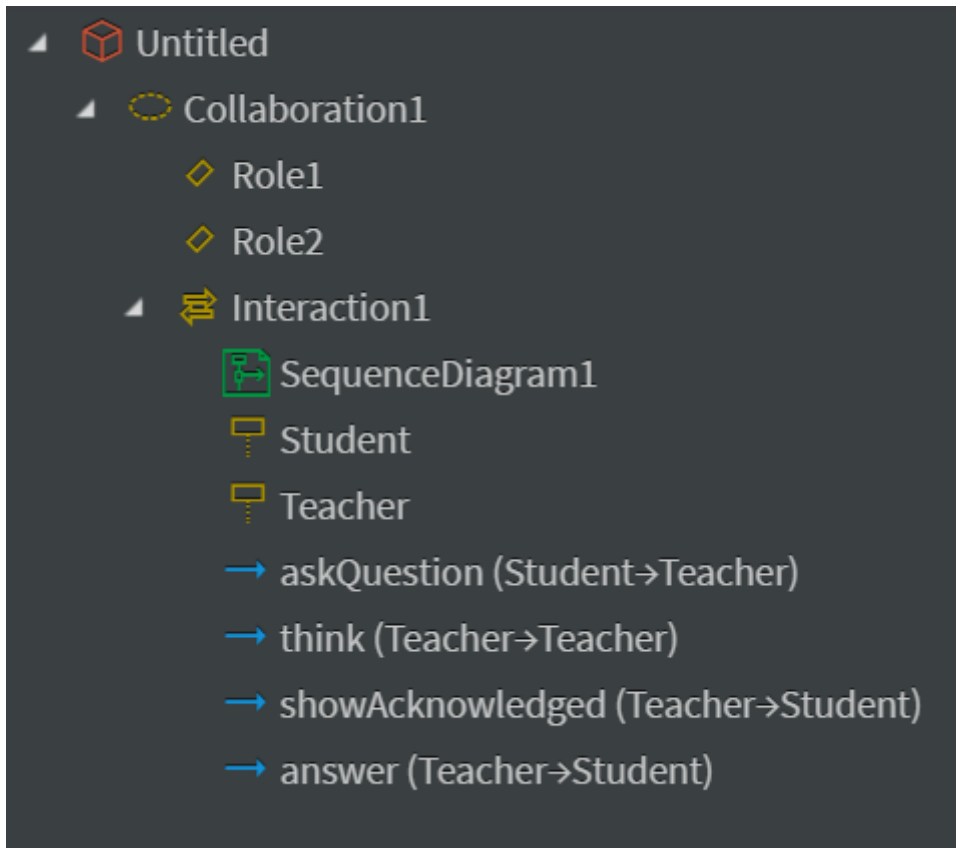 Untitled
Collaboration1
Role1
Role2
Interaction1
SequenceDiagram1
Student
Teacher
askQuestion (Student→Teacher)
think (Teacher→Teacher)
showAcknowledged (Teacher→Student)
answer (Teacher→Student)